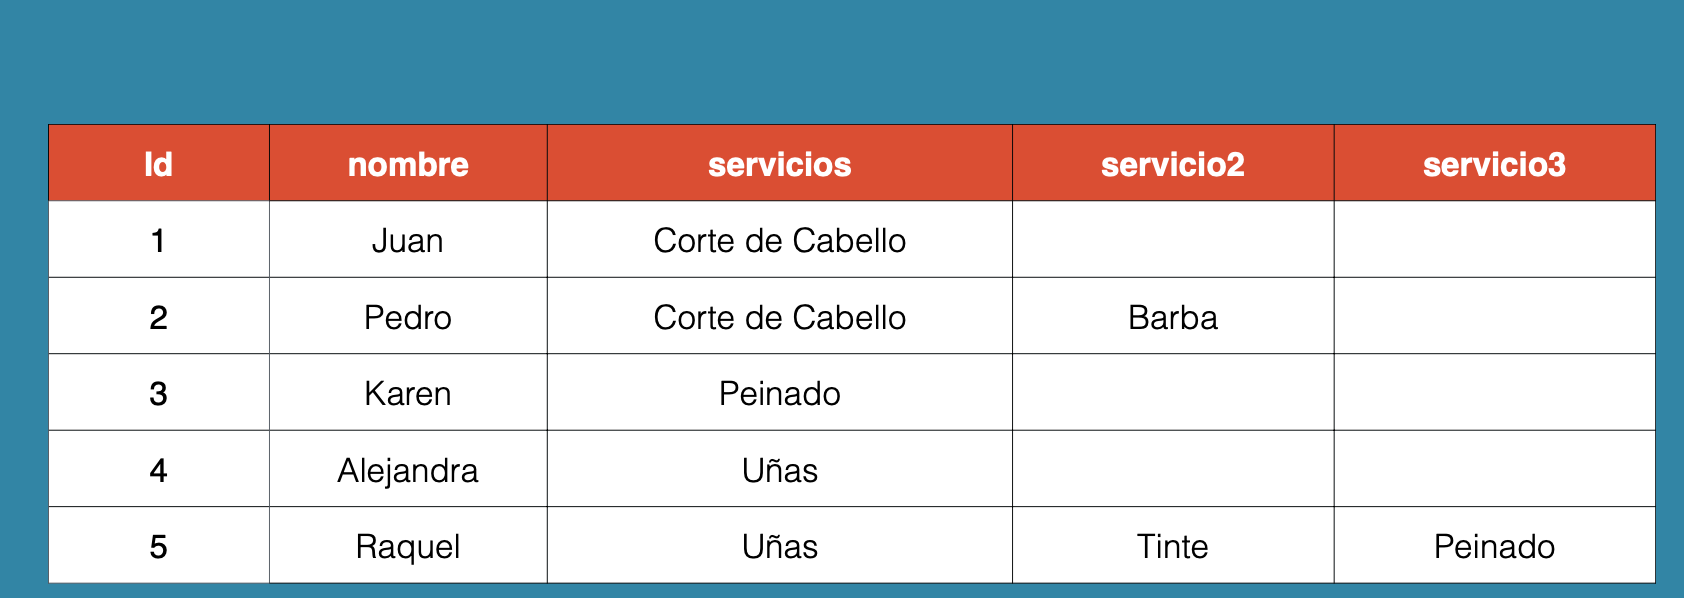 Id nombre servicios servicio2 servicio3
1 Juan Corte de Cabello
2 Pedro Corte de Cabello Barba
3 Karen Peinado
4 Alejandra Uñas
5 Raquel Uñas Tinte Peinado